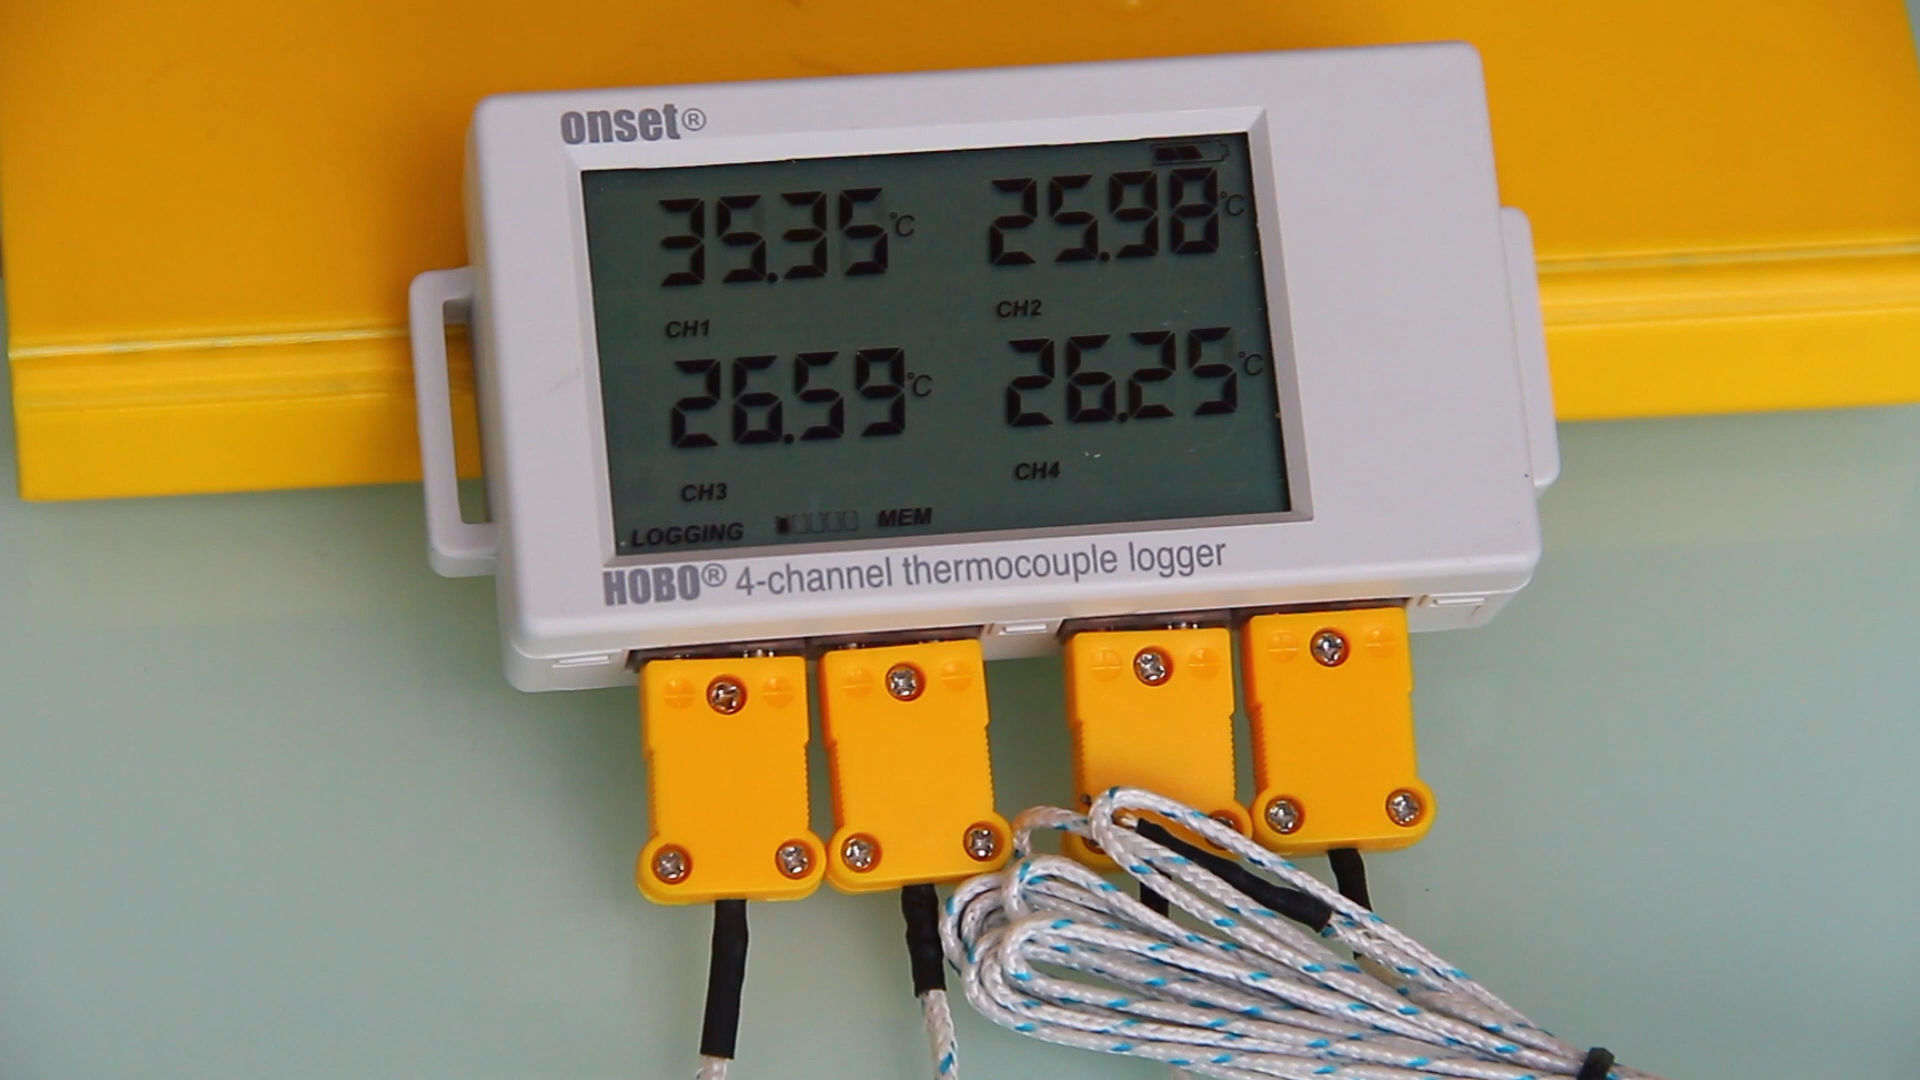 onset®
35.35°C 25.98°C
CH1 CH2
26.59°C 26.25°C
CH3 CH4
LOGGING MEM
HOBO® 4-channel thermocouple logger